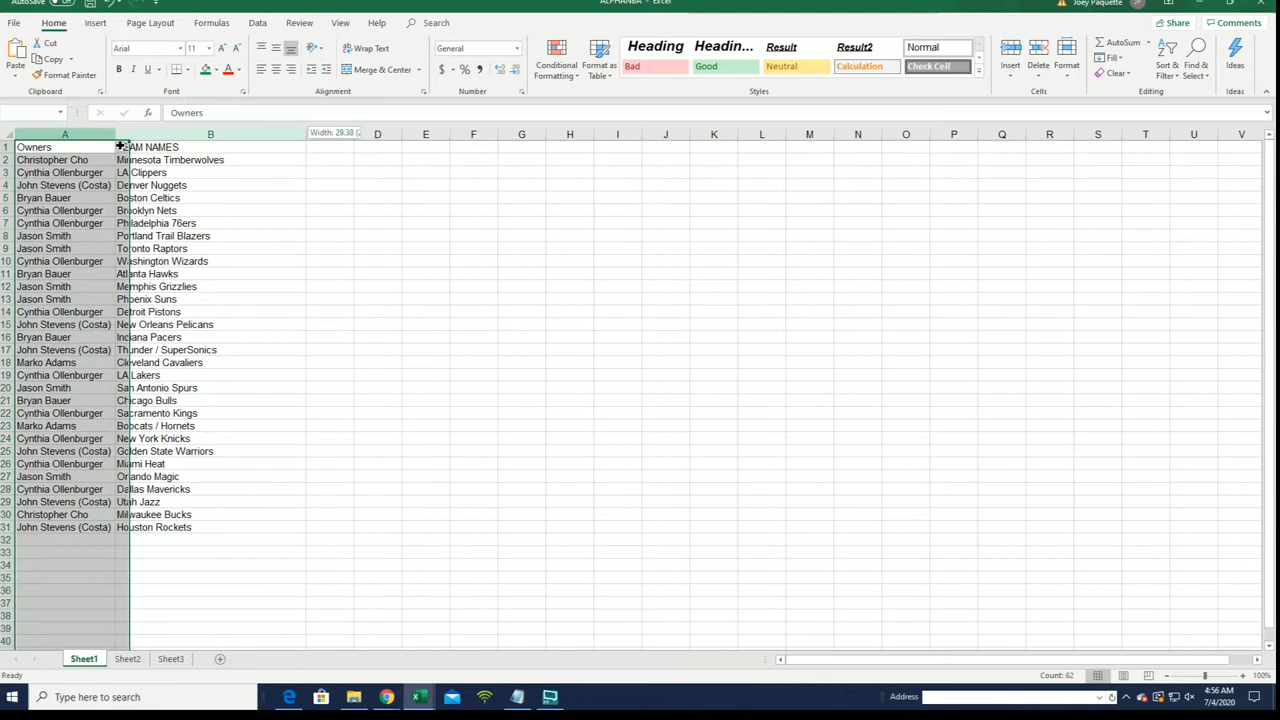 AutoSave
ALPHANBA - Excel
Joey Paquette JP
File Home Insert Page Layout Formulas Data Review View Help Search Share Comments
Paste Cut Copy Format Painter Clipboard
Arial 11 A A B I U A Font
Wrap Text Merge & Center Alignment
General $ % , Number
Conditional Formatting Format as Table
Heading Headin... Result Result2 Normal
Bad Good Neutral Calculation Check Cell
Styles
Insert Delete Format Cells
AutoSum Fill Clear Sort & Filter Find & Select Editing
Ideas Ideas
fx Owners
A B Width: 29.38 D E F G H I J K L M N O P Q R S T U V
1 Owners TEAM NAMES
2 Christopher Cho Minnesota Timberwolves
3 Cynthia Ollenburger LA Clippers
4 John Stevens (Costa) Denver Nuggets
5 Bryan Bauer Boston Celtics
6 Cynthia Ollenburger Brooklyn Nets
7 Cynthia Ollenburger Philadelphia 76ers
8 Jason Smith Portland Trail Blazers
9 Jason Smith Toronto Raptors
10 Cynthia Ollenburger Washington Wizards
11 Bryan Bauer Atlanta Hawks
12 Jason Smith Memphis Grizzlies
13 Jason Smith Phoenix Suns
14 Cynthia Ollenburger Detroit Pistons
15 John Stevens (Costa) New Orleans Pelicans
16 Bryan Bauer Indiana Pacers
17 John Stevens (Costa) Thunder / SuperSonics
18 Marko Adams Cleveland Cavaliers
19 Cynthia Ollenburger LA Lakers
20 Jason Smith San Antonio Spurs
21 Bryan Bauer Chicago Bulls
22 Cynthia Ollenburger Sacramento Kings
23 Marko Adams Bobcats / Hornets
24 Cynthia Ollenburger New York Knicks
25 John Stevens (Costa) Golden State Warriors
26 Cynthia Ollenburger Miami Heat
27 Jason Smith Orlando Magic
28 Cynthia Ollenburger Dallas Mavericks
29 John Stevens (Costa) Utah Jazz
30 Christopher Cho Milwaukee Bucks
31 John Stevens (Costa) Houston Rockets
32
33
34
35
36
37
38
39
40
Sheet1 Sheet2 Sheet3
Ready Count: 62 100%
Type here to search Address 4:56 AM
7/4/2020